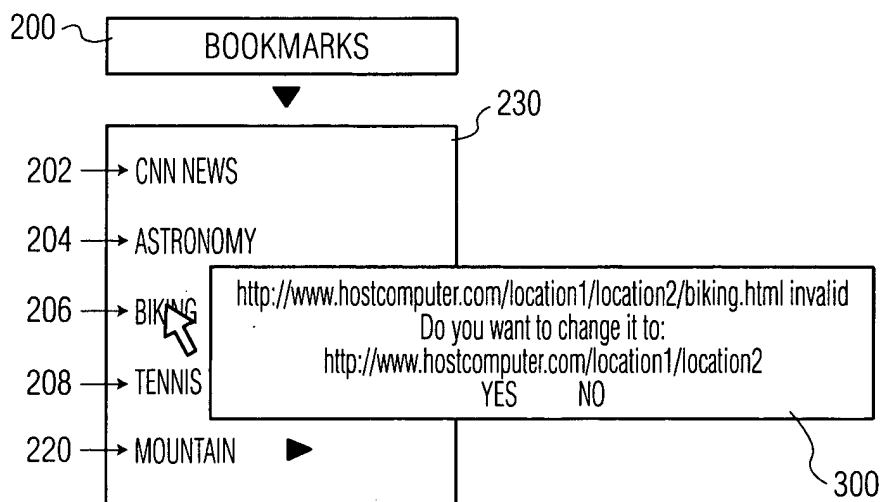 200 BOOKMARKS
230
202 CNN NEWS
204 ASTRONOMY
206 BIKING
http://www.hostcomputer.com/location1/location2/biking.html invalid
Do you want to change it to:
http://www.hostcomputer.com/location1/location2
YES NO
208 TENNIS
220 MOUNTAIN
300